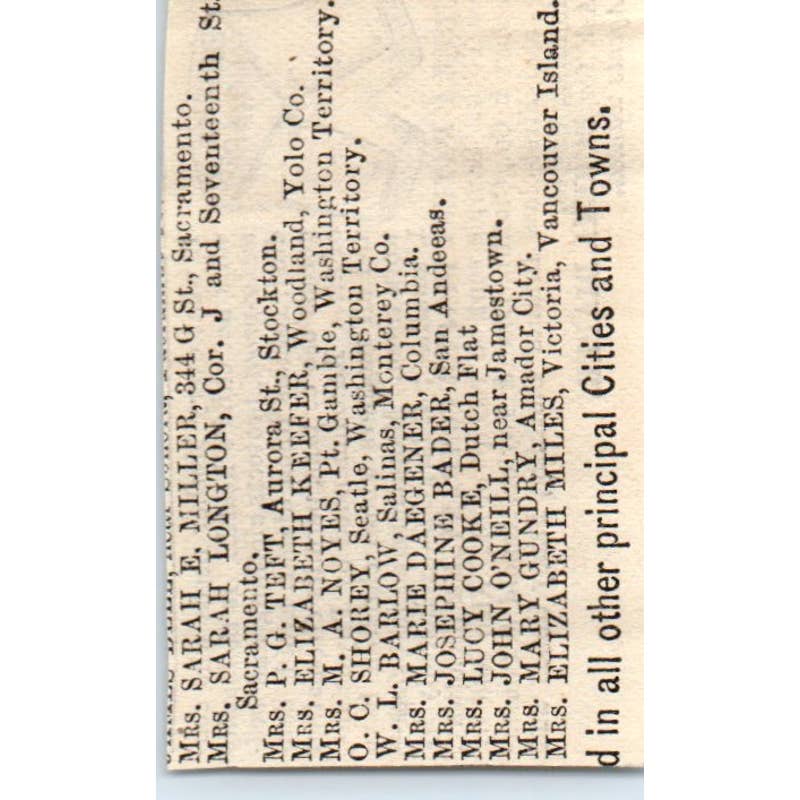 Mrs. SARAH E. MILLER, 344 G St., Sacramento.
Mrs. SARAH LONGTON, Cor. J and Seventeenth St.
Sacramento.
Mrs. P. G. TEFT, Aurora St., Stockton.
Mrs. ELIZABETH KEEFER, Woodland, Yolo Co.
Mrs. M. A. NOYES, Pt. Gamble, Washington Territory.
O. C. SHOREY, Seatle, Washington Territory.
W. L. BARLOW, Salinas, Monterey Co.
Mrs. MARIE DAEGENER, Columbia.
Mrs. JOSEPHINE BADER, San Andeeas.
Mrs. LUCY COOKE, Dutch Flat
Mrs. JOHN O'NEILL, near Jamestown.
Mrs. MARY GUNDRY, Amador City.
Mrs. ELIZABETH MILES, Victoria, Vancouver Island.
d in all other principal Cities and Towns.